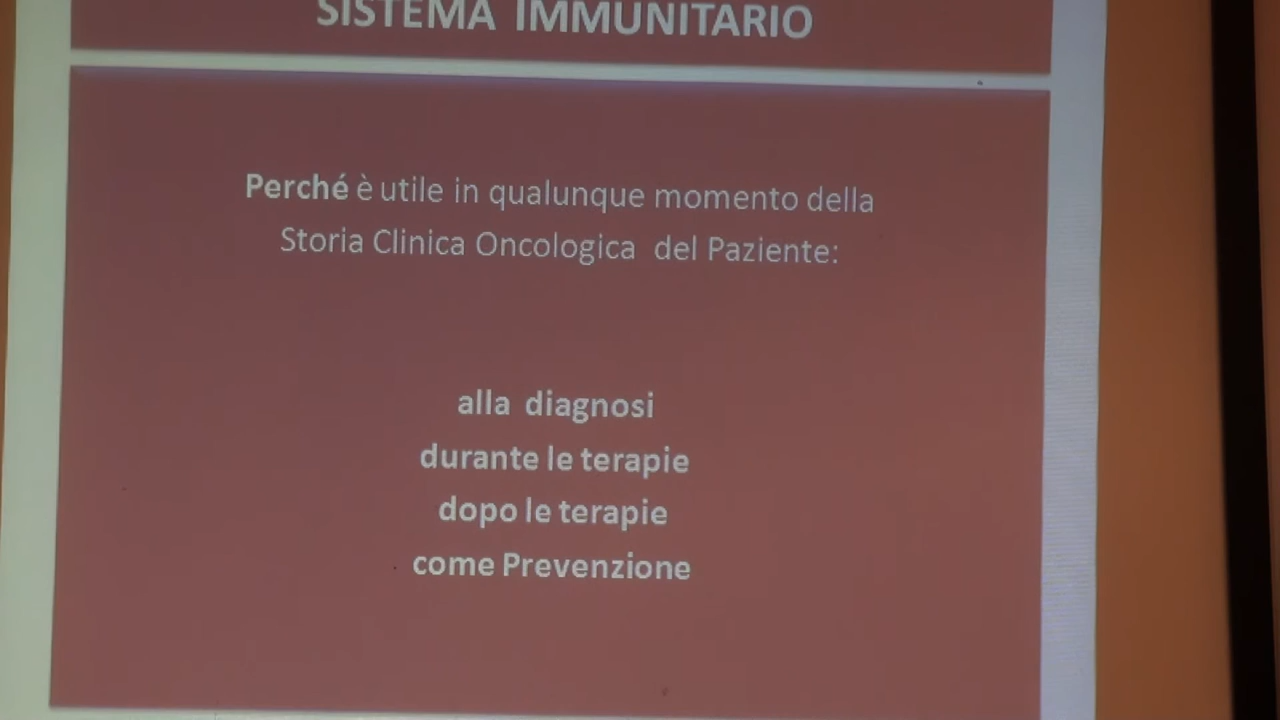 SISTEMA IMMUNITARIO
Perché è utile in qualunque momento della
Storia Clinica Oncologica del Paziente:
alla diagnosi
durante le terapie
dopo le terapie
come Prevenzione